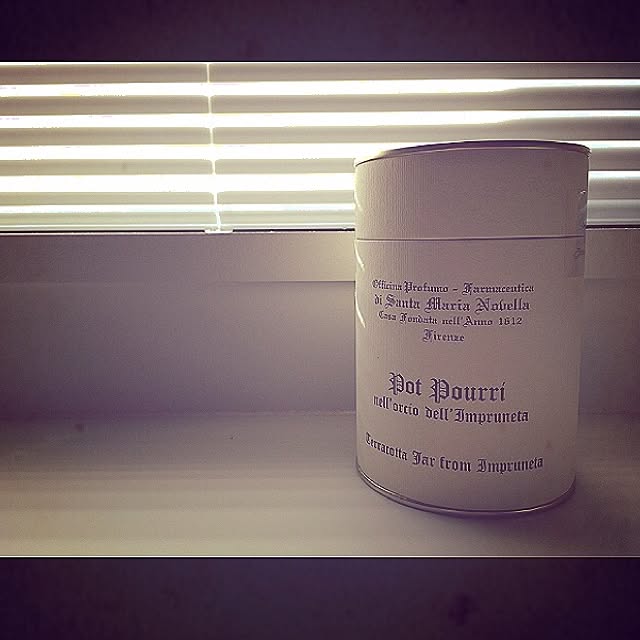 Officina Profumo - Farmaceutica
di Santa Maria Novella
Casa Fondata nell'Anno 1612
Firenze
Pot Pourri
nell'orcio dell'Impruneta
Terracotta Jar from Impruneta